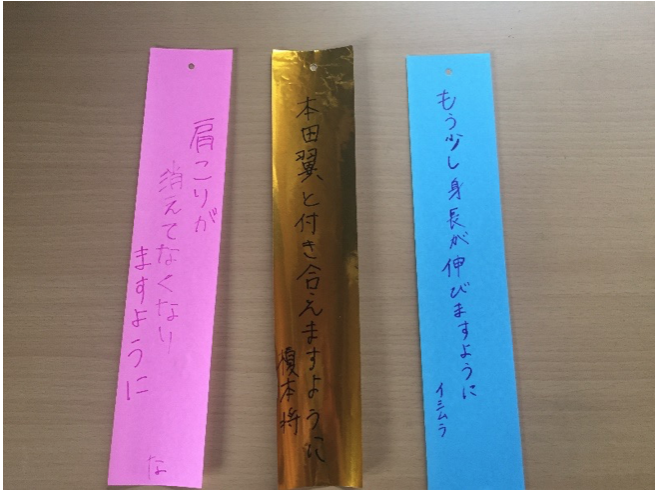 肩こりが
消えてなくなり
ますように
な
本田翼と付き合えますように
榎本将
もう少し身長が伸びますように
イシムラ